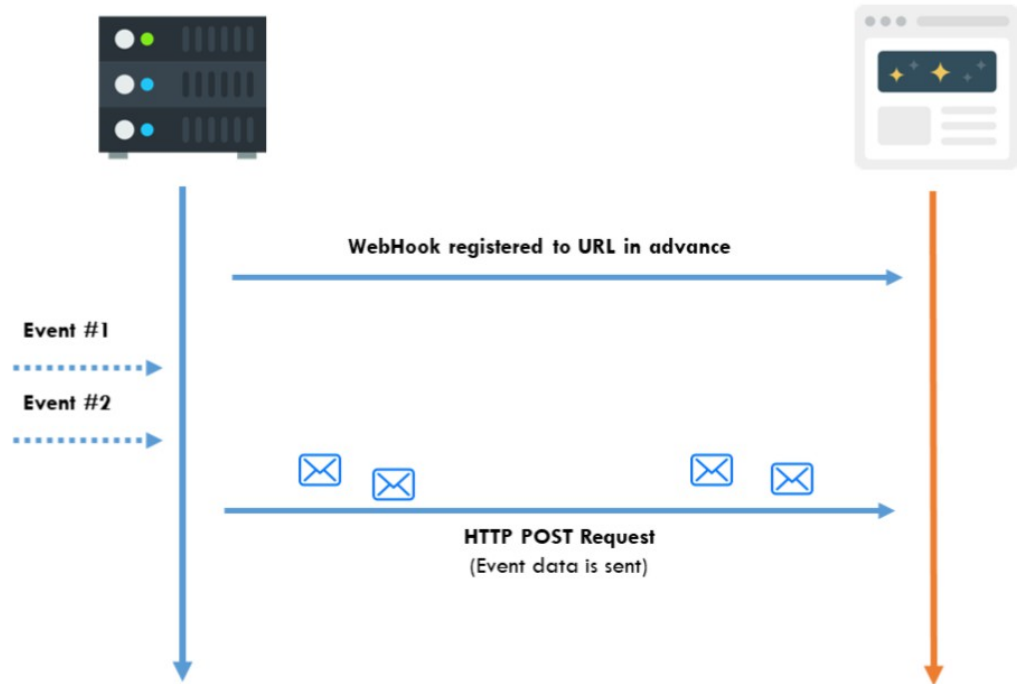 WebHook registered to URL in advance
Event #1
Event #2
HTTP POST Request
(Event data is sent)